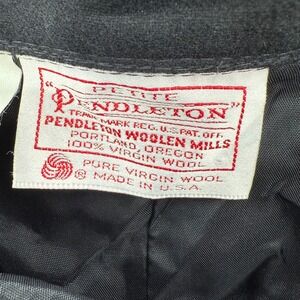 PETITE
"PENDLETON"
TRADE MARK REG. U.S. PAT. OFF.
PENDLETON WOOLEN MILLS
PORTLAND, OREGON
100% VIRGIN WOOL
PURE VIRGIN WOOL
® MADE IN U.S.A.